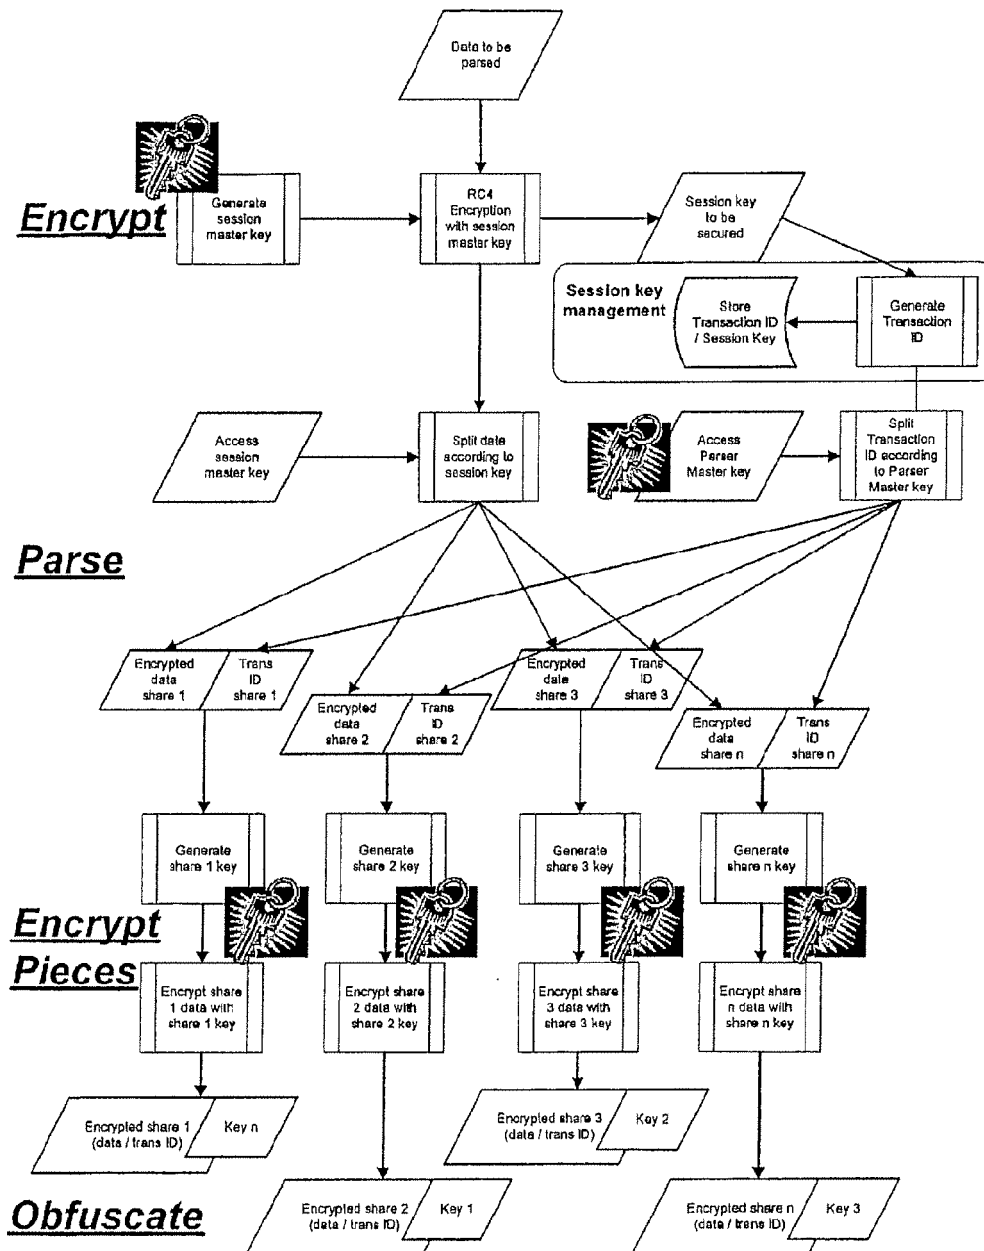 Data to be
parsed
Encrypt
Generate
session
master key
RC4
Encryption
with session
master key
Session key
to be
secured
Session key
management
Store
Transaction ID
/ Session Key
Generate
Transaction
ID
Access
session
master key
Split data
according to
session key
Access
Parser
Master key
Split
Transaction
ID according
to Parser
Master key
Parse
Encrypted
data
share 1
Trans
ID
share 1
Encrypted
data
share 2
Trans
ID
share 2
Encrypted
data
share 3
Trans
ID
share 3
Encrypted
data
share n
Trans
ID
share n
Generate
share 1 key
Generate
share 2 key
Generate
share 3 key
Generate
share n key
Encrypt
Pieces
Encrypt share
1 data with
share 1 key
Encrypt share
2 data with
share 2 key
Encrypt share
3 data with
share 3 key
Encrypt share
n data with
share n key
Encrypted share 1
(data / trans ID)
Key n
Encrypted share 3
(data / trans ID)
Key 2
Obfuscate
Encrypted share 2
(data / trans ID)
Key 1
Encrypted share n
(data / trans ID)
Key 3